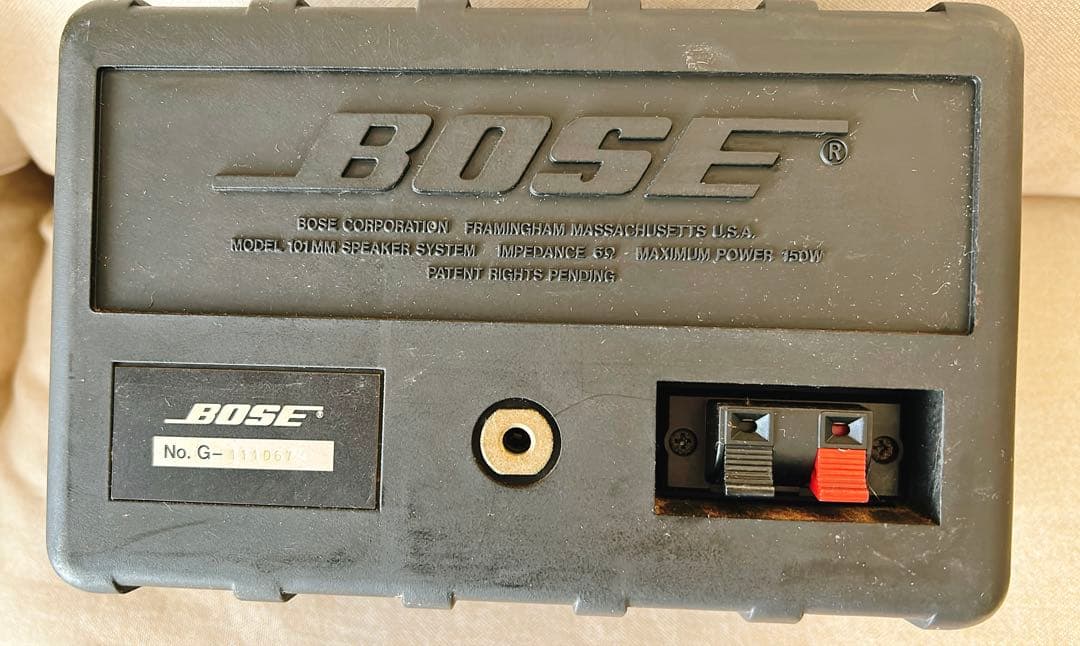 BOSE®
BOSE CORPORATION FRAMINGHAM MASSACHUSETTS U.S.A.
MODEL 101MM SPEAKER SYSTEM IMPEDANCE 6Ω - MAXIMUM POWER 150W
PATENT RIGHTS PENDING
BOSE®
No. G-